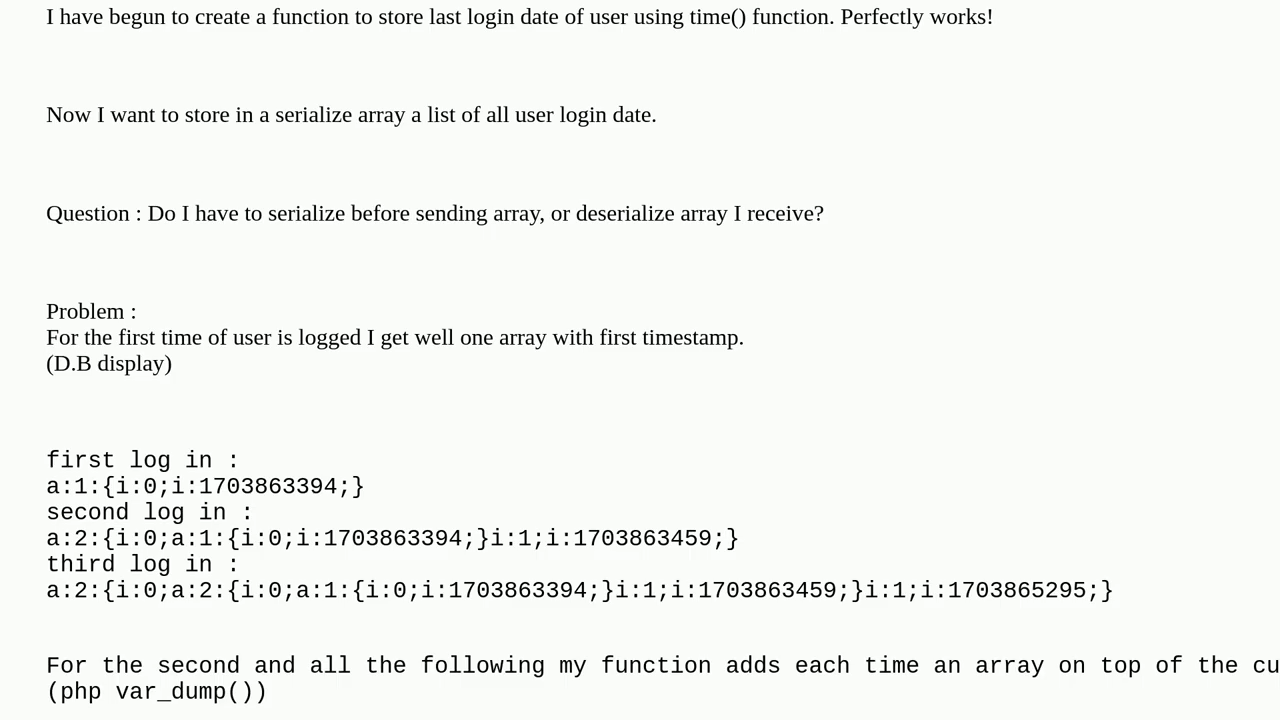 I have begun to create a function to store last login date of user using time() function. Perfectly works!
Now I want to store in a serialize array a list of all user login date.
Question : Do I have to serialize before sending array, or deserialize array I receive?
Problem :
For the first time of user is logged I get well one array with first timestamp.
(D.B display)
first log in :
a:1:{i:0;i:1703863394;}
second log in :
a:2:{i:0;a:1:{i:0;i:1703863394;}i:1;i:1703863459;}
third log in :
a:2:{i:0;a:2:{i:0;a:1:{i:0;i:1703863394;}i:1;i:1703863459;}i:1;i:1703865295;}
For the second and all the following my function adds each time an array on top of the
(php var_dump())